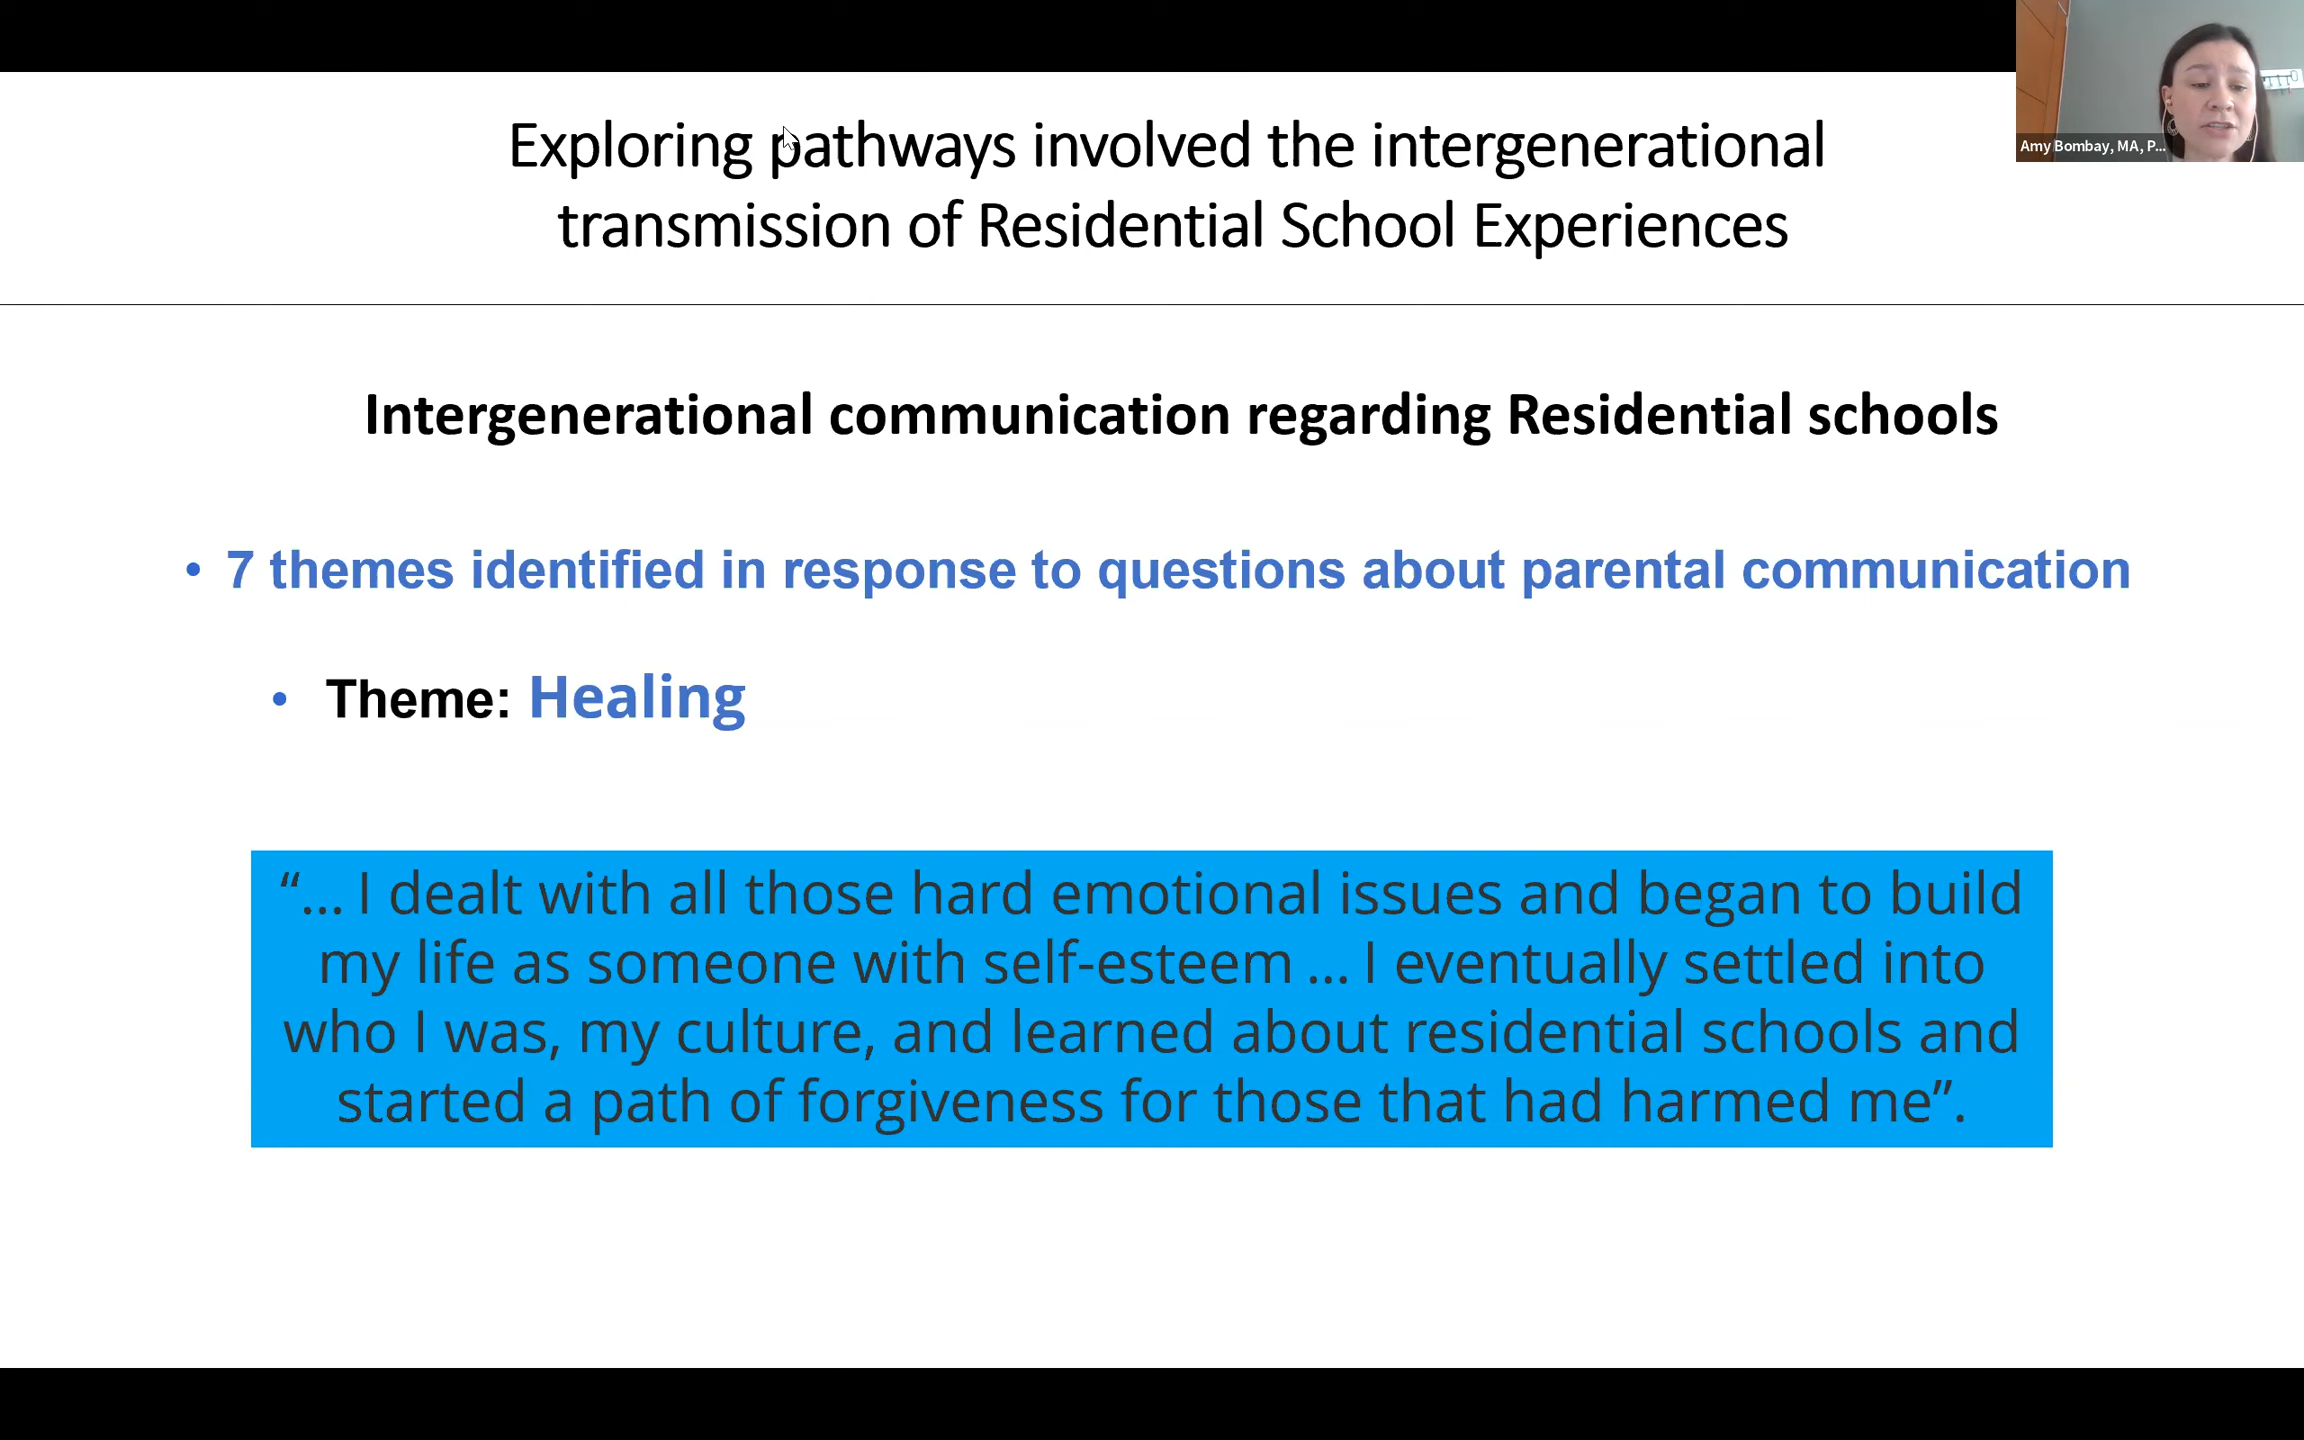 Exploring pathways involved the intergenerational
transmission of Residential School Experiences
Amy Bombay, MA, P...
Intergenerational communication regarding Residential schools
• 7 themes identified in response to questions about parental communication
• Theme: Healing
“... I dealt with all those hard emotional issues and began to build
my life as someone with self-esteem ... I eventually settled into
who I was, my culture, and learned about residential schools and
started a path of forgiveness for those that had harmed me”.